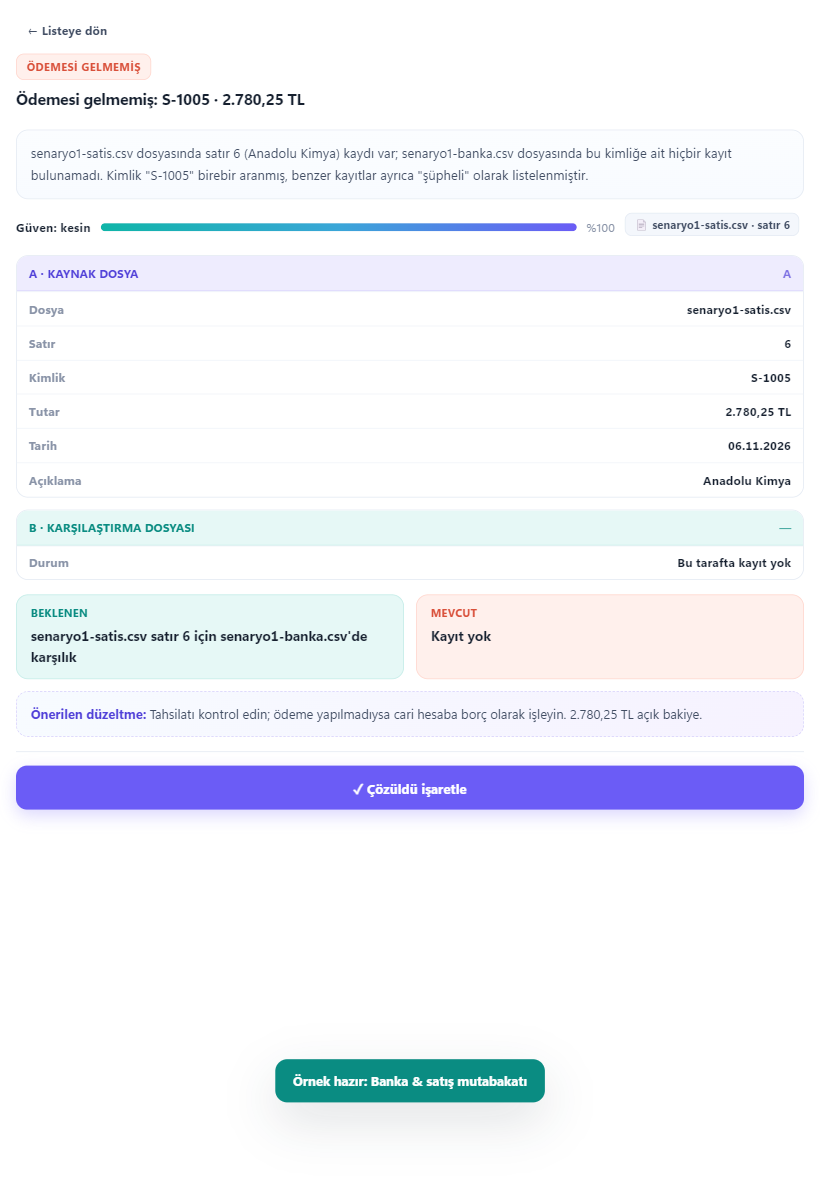 ← Listeye dön
ÖDEMESİ GELMEMİŞ
Ödemesi gelmemiş: S-1005 · 2.780,25 TL
senaryo1-satis.csv dosyasında satır 6 (Anadolu Kimya) kaydı var; senaryo1-banka.csv dosyasında bu kimliğe ait hiçbir kayıt
bulunamadı. Kimlik "S-1005" birebir aranmış, benzer kayıtlar ayrıca "şüpheli" olarak listelenmiştir.
Güven: kesin %100 senaryo1-satis.csv · satır 6
A · KAYNAK DOSYA A
Dosya senaryo1-satis.csv
Satır 6
Kimlik S-1005
Tutar 2.780,25 TL
Tarih 06.11.2026
Açıklama Anadolu Kimya
B · KARŞILAŞTIRMA DOSYASI —
Durum Bu tarafta kayıt yok
BEKLENEN
senaryo1-satis.csv satır 6 için senaryo1-banka.csv'de
karşılık
MEVCUT
Kayıt yok
Önerilen düzeltme: Tahsilatı kontrol edin; ödeme yapılmadıysa cari hesaba borç olarak işleyin. 2.780,25 TL açık bakiye.
✓ Çözüldü işaretle
Örnek hazır: Banka & satış mutabakatı